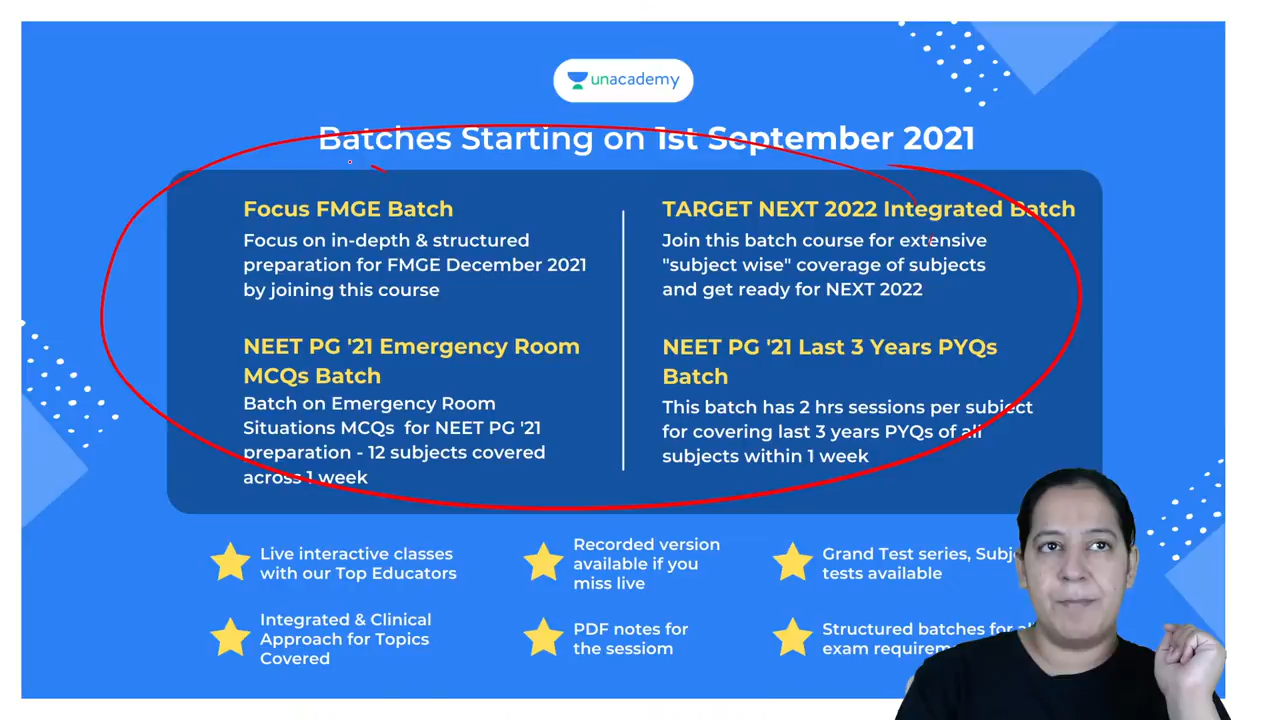 unacademy
Batches Starting on 1st September 2021
Focus FMGE Batch
Focus on in-depth & structured
preparation for FMGE December 2021
by joining this course
NEET PG '21 Emergency Room
MCQs Batch
Batch on Emergency Room
Situations MCQs for NEET PG '21
preparation - 12 subjects covered
across 1 week
TARGET NEXT 2022 Integrated Batch
Join this batch course for extensive
"subject wise" coverage of subjects
and get ready for NEXT 2022
NEET PG '21 Last 3 Years PYQs
Batch
This batch has 2 hrs sessions per subject
for covering last 3 years PYQs of all
subjects within 1 week
Live interactive classes
with our Top Educators
Recorded version
available if you
miss live
Grand Test series,
tests available
Integrated & Clinical
Approach for Topics
Covered
PDF notes for
the sessiom
Structured batches for
exam